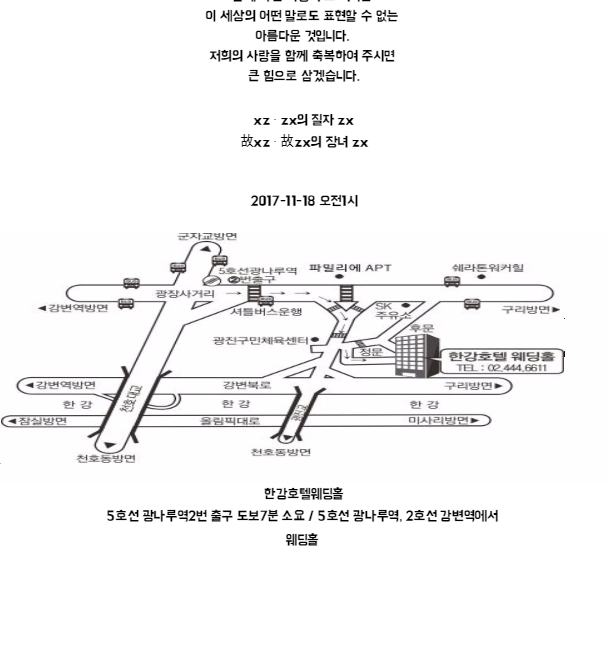 이 세상의 어떤 말로도 표현할 수 없는
아름다운 것입니다.
저희의 사랑을 함께 축복하여 주시면
큰 힘으로 삼겠습니다.
xz · zx의 질자 zx
故xz · 故zx의 장녀 zx
2017-11-18 오전1시
군자교방면
5호선광나루역
②번출구
파밀리에 APT
쉐라톤워커힐
광장사거리
◀강변역방면
셔틀버스운행
SK
주유소
구리방면▶
후문
광진구민체육센터
정문
한강호텔 웨딩홀
TEL : 02.444.6611
◀강변역방면
강변북로
구리방면▶
천호대교
한 강
한 강
한 강
◀잠실방면
올림픽대로
미사리방면▶
천호동방면
천호동방면
한강호텔웨딩홀
5호선 광나루역2번 출구 도보7분 소요 / 5호선 광나루역, 2호선 강변역에서
웨딩홀